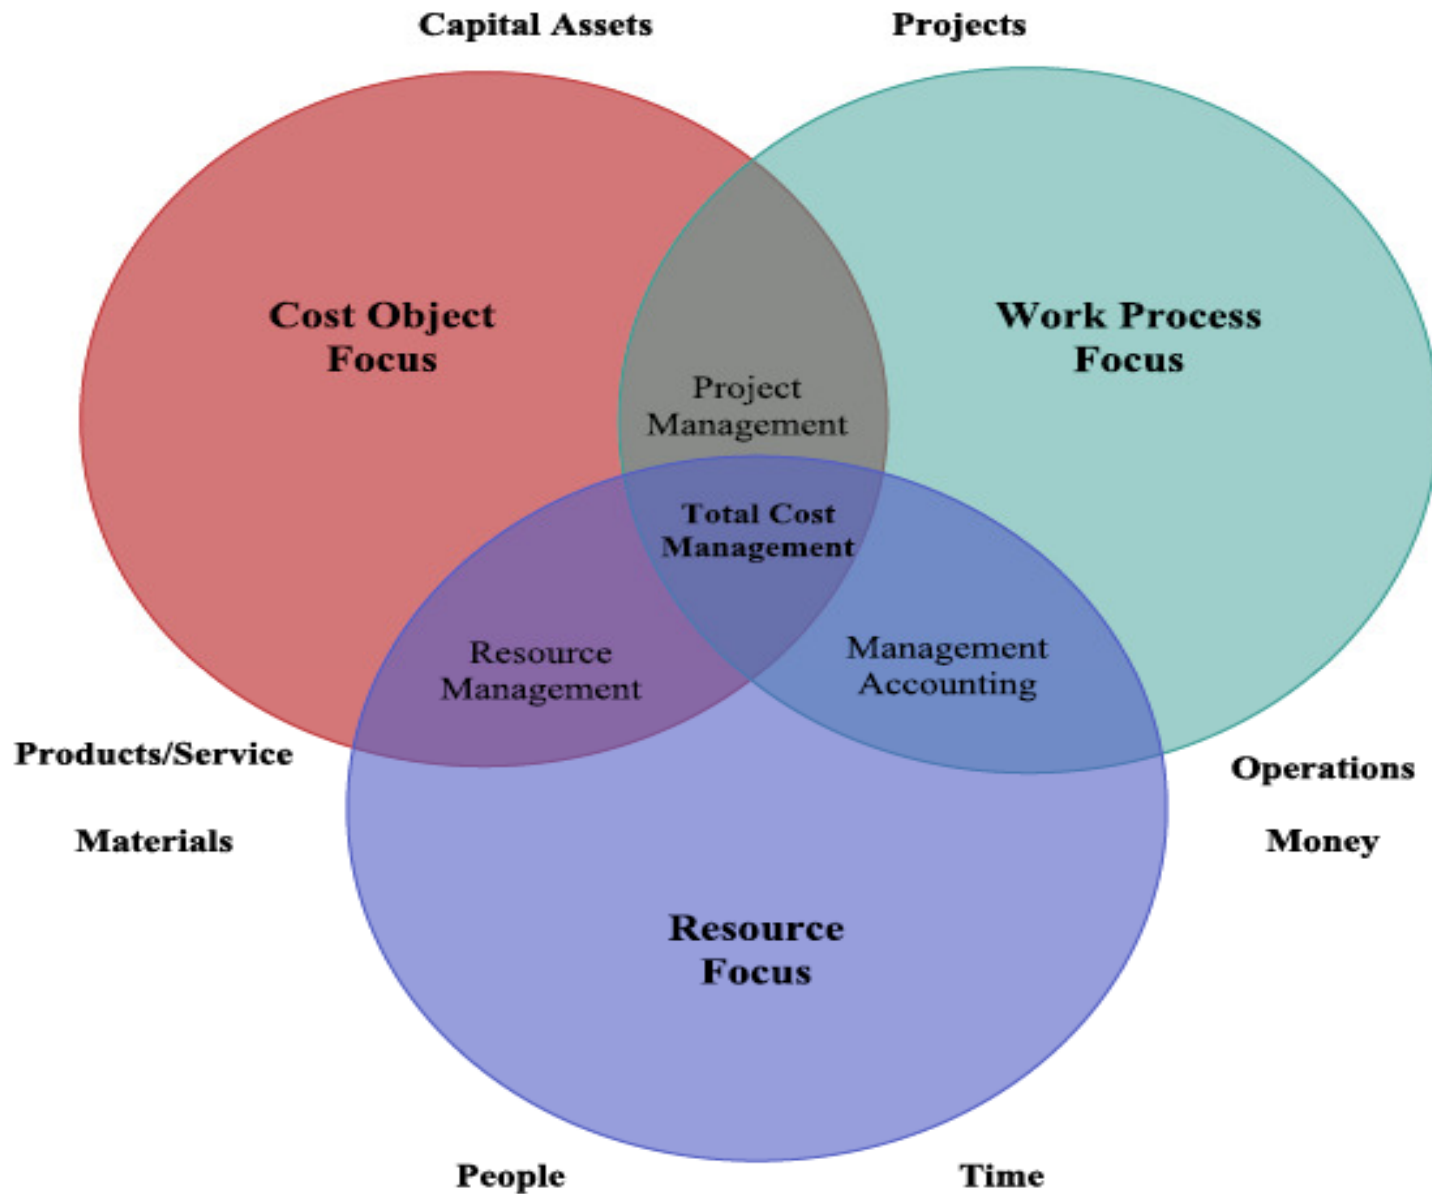 Capital Assets
Projects
Cost Object
Focus
Work Process
Focus
Project
Management
Total Cost
Management
Resource
Management
Management
Accounting
Products/Service
Operations
Materials
Money
Resource
Focus
People
Time